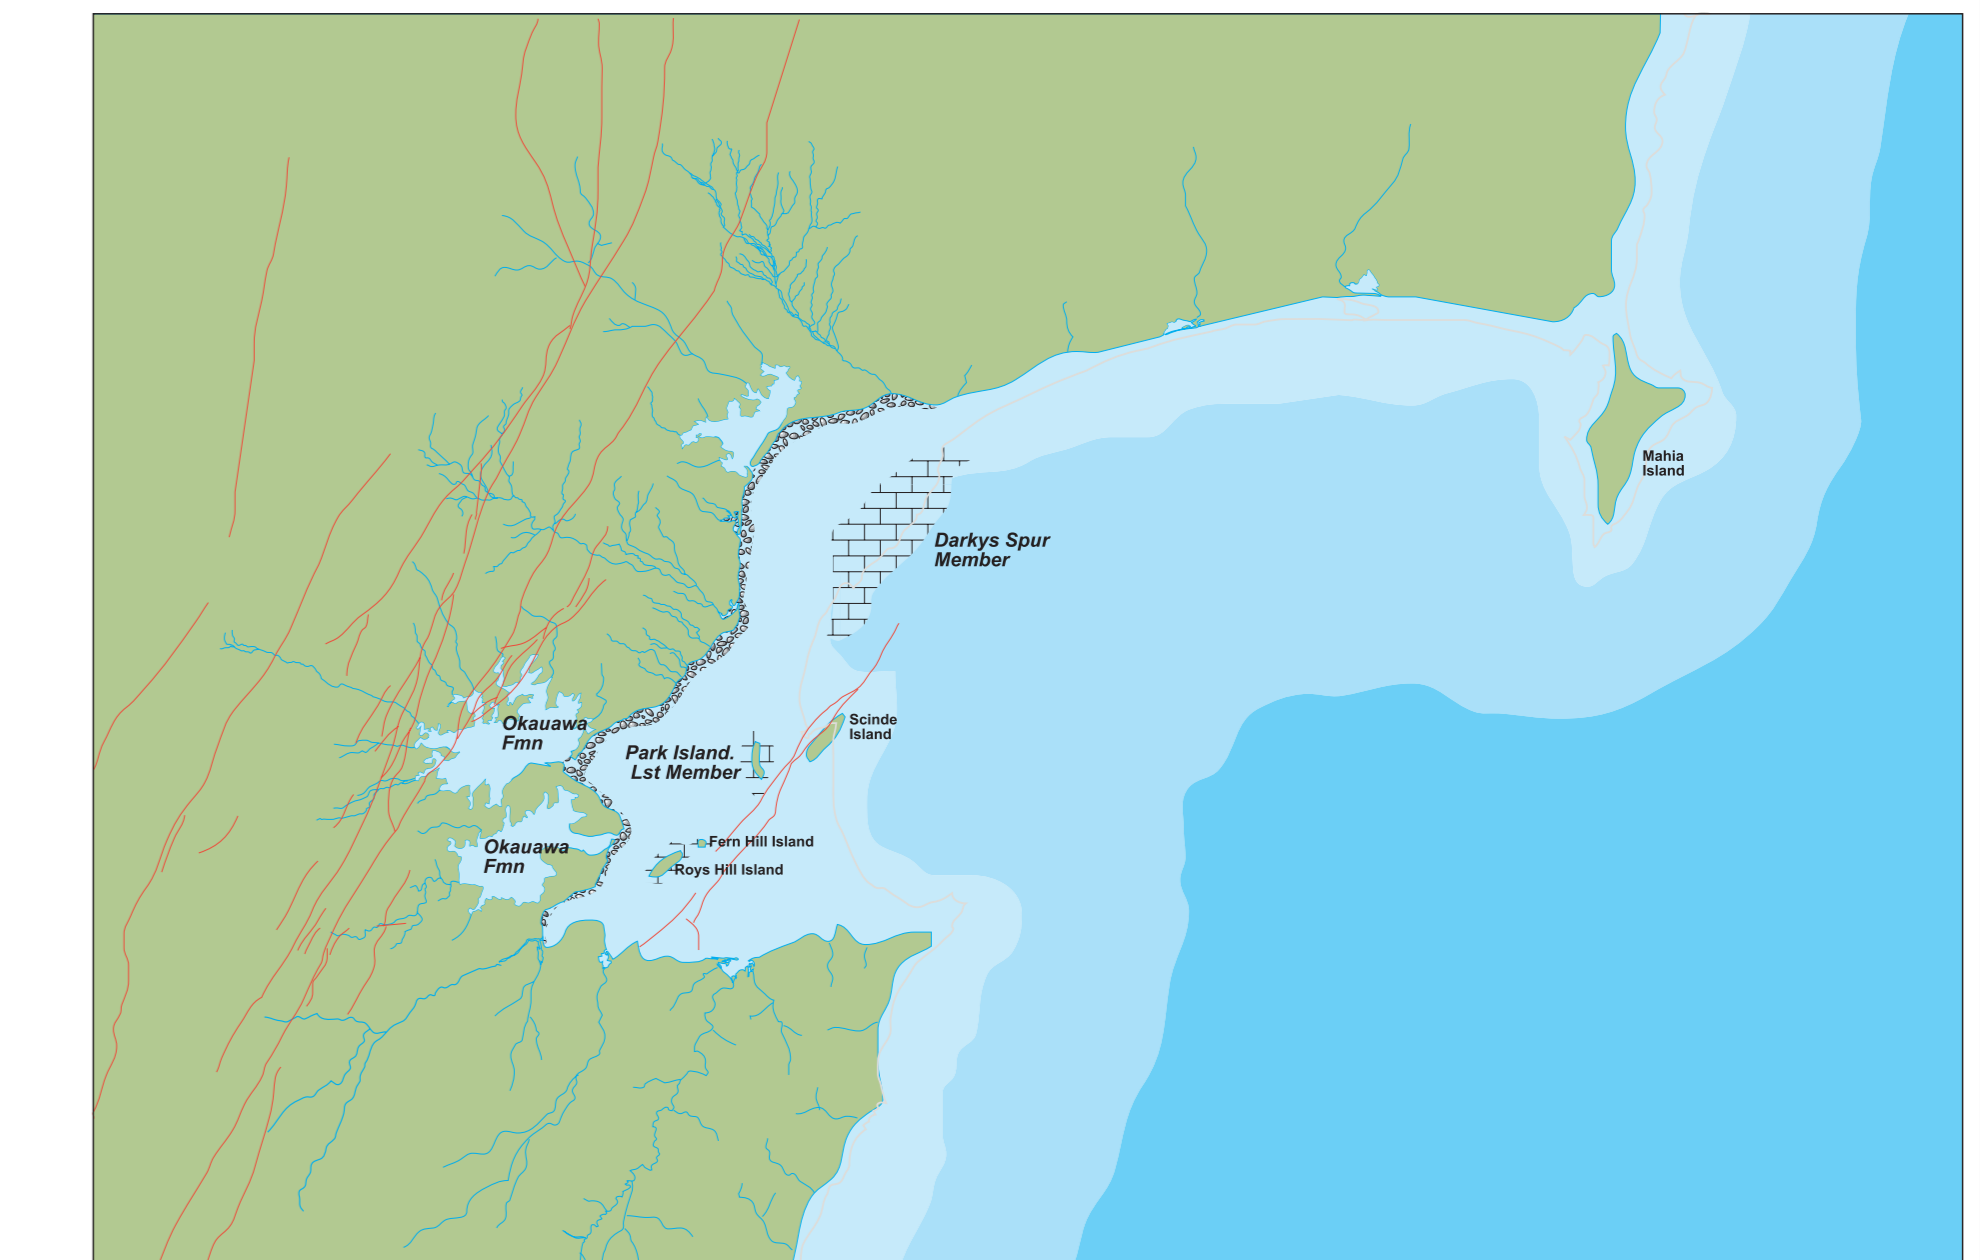 Mahia
Island
Darkys Spur
Member
Scinde
Island
Okauawa
Fmn
Park Island.
Lst Member
Fern Hill Island
Okauawa
Fmn
Roys Hill Island